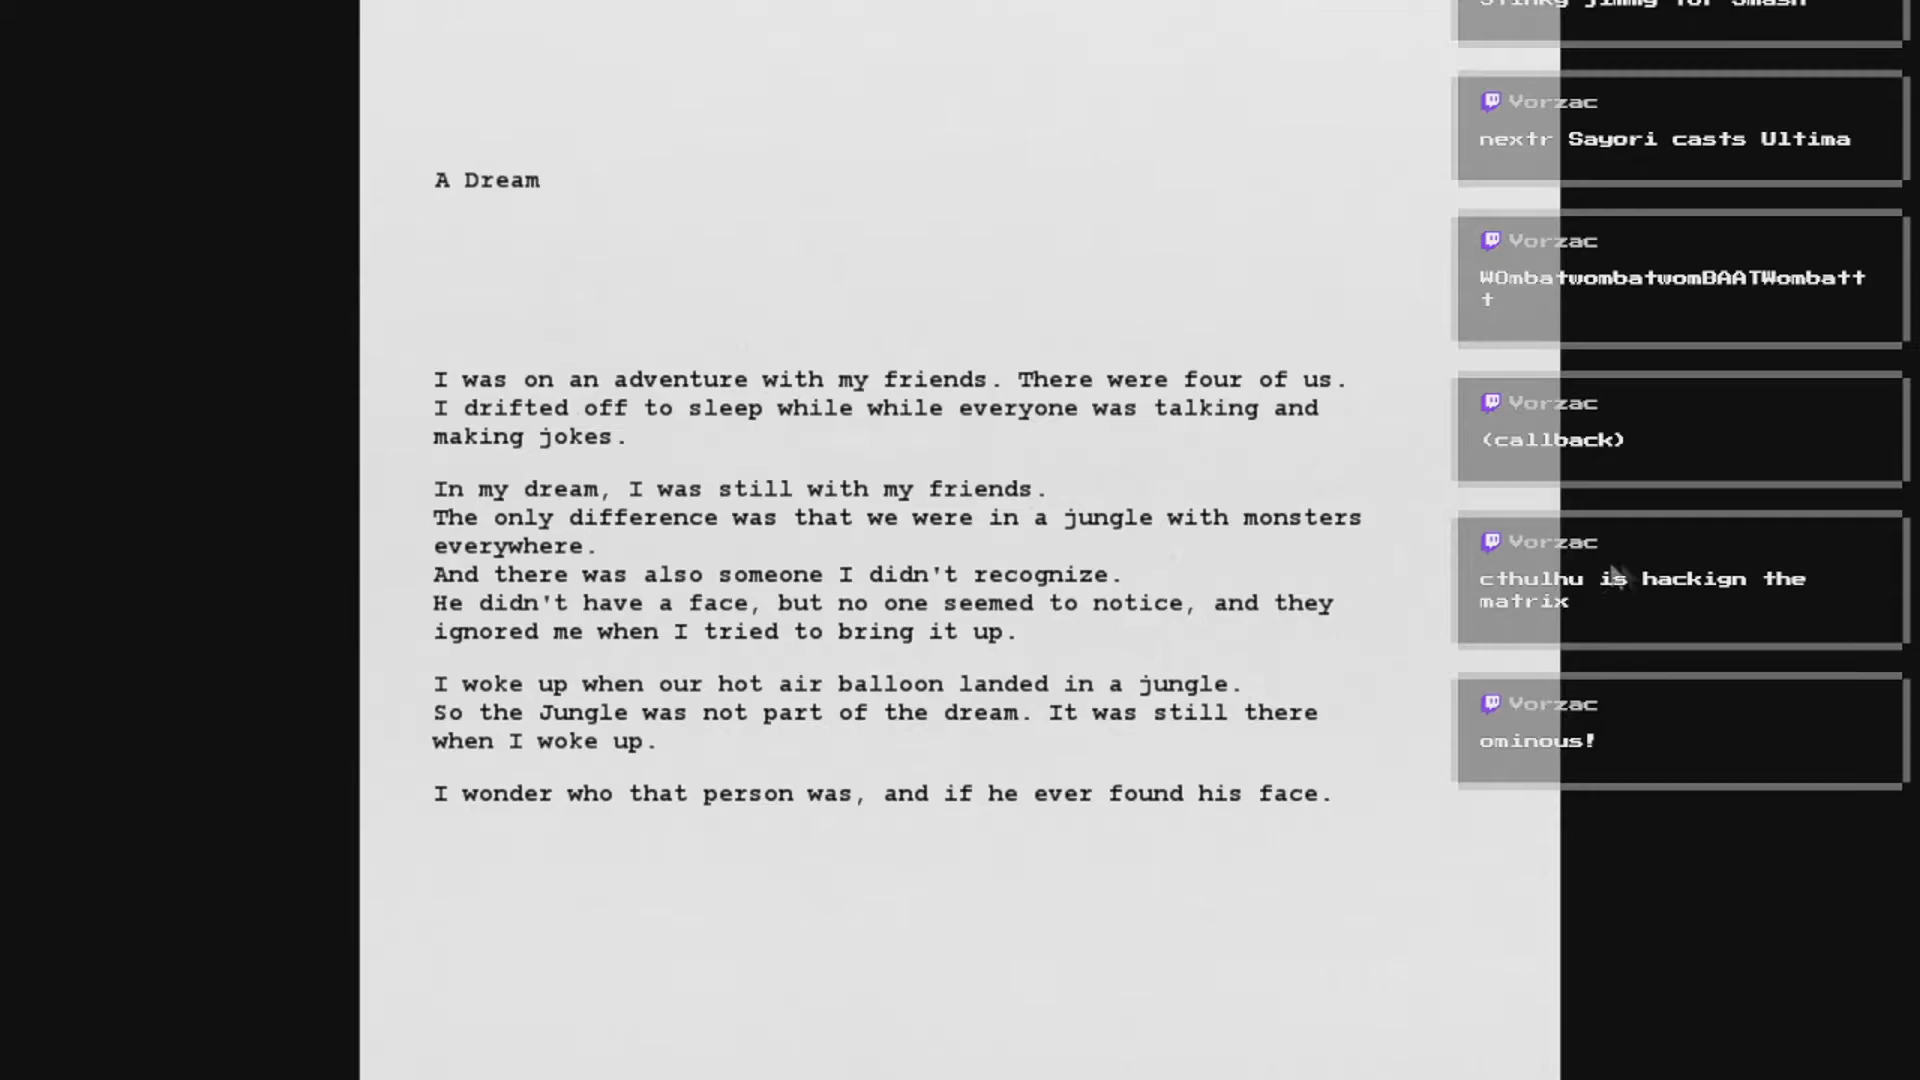 A Dream
I was on an adventure with my friends. There were four of us.
I drifted off to sleep while while everyone was talking and
making jokes.
In my dream, I was still with my friends.
The only difference was that we were in a jungle with monsters
everywhere.
And there was also someone I didn't recognize.
He didn't have a face, but no one seemed to notice, and they
ignored me when I tried to bring it up.
I woke up when our hot air balloon landed in a jungle.
So the Jungle was not part of the dream. It was still there
when I woke up.
I wonder who that person was, and if he ever found his face.
Stinky jimmy for Smash
Vorzac
nextr Sayori casts Ultima
Vorzac
WOmbatwombatwomBAATWombatt
t
Vorzac
(callback)
Vorzac
cthulhu is hackign the
matrix
Vorzac
ominous!